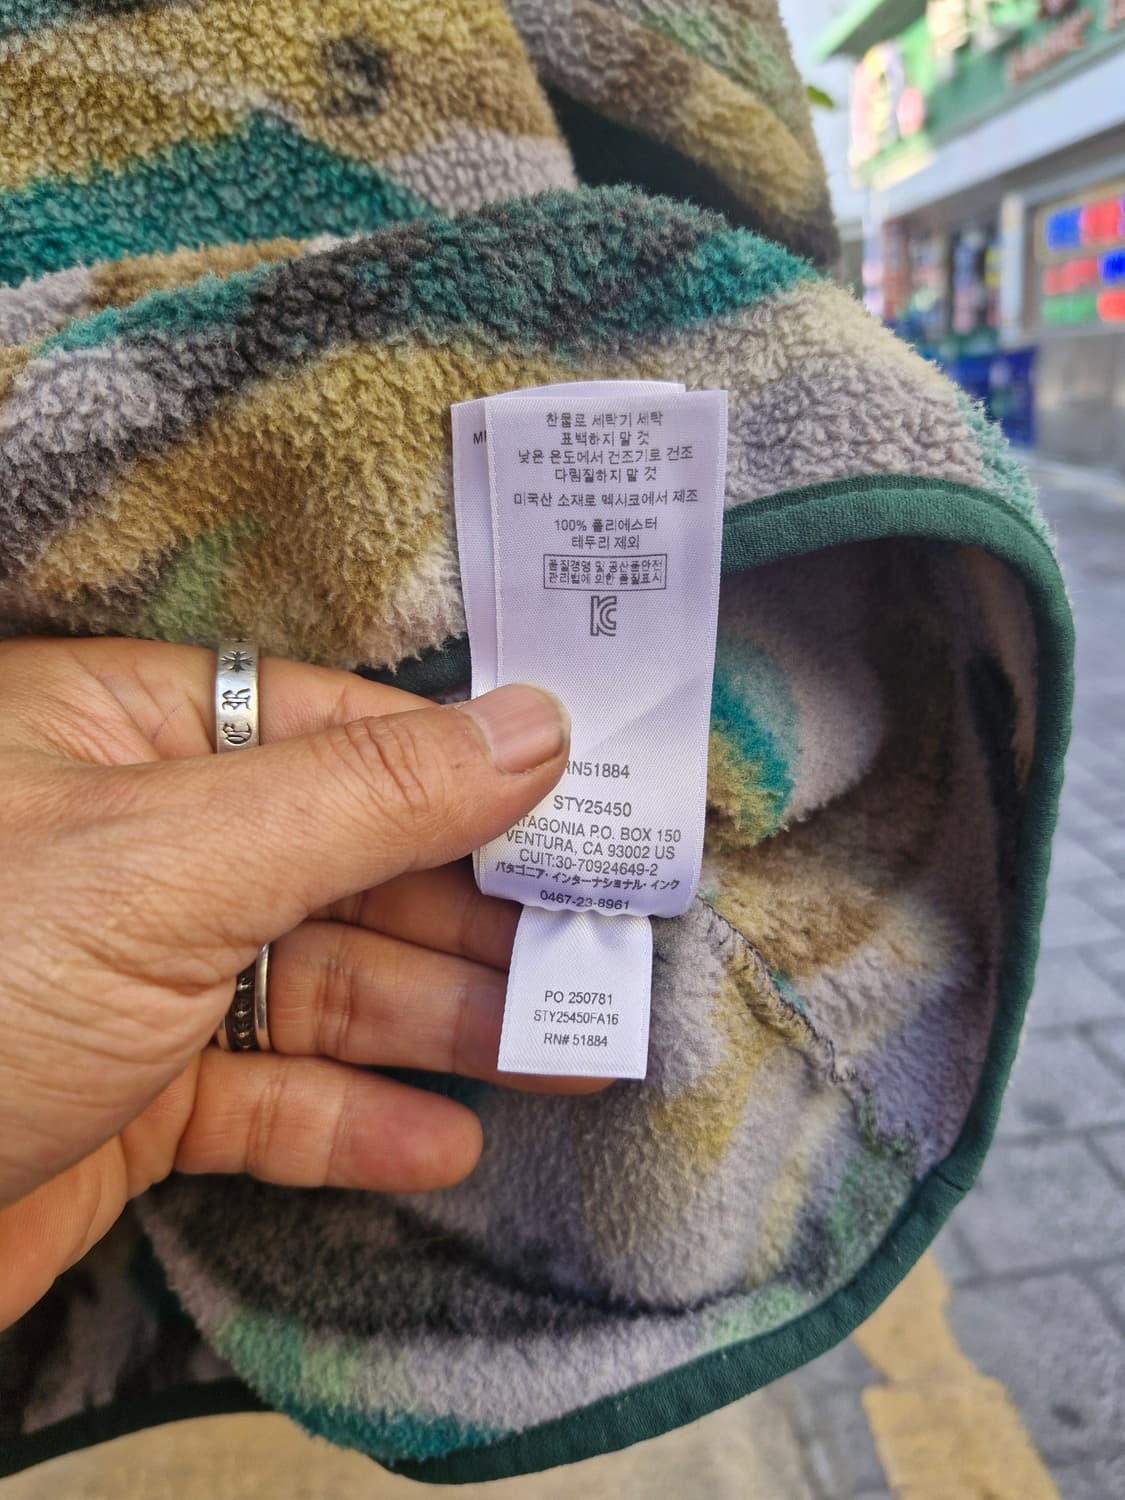 찬물로 세탁기 세탁
표백하지 말 것
낮은 온도에서 건즈기로 건조
다림질하지 말 것
미국산 소재로 멕시코에서 제조
100% 폴리에스터
테두리 제외
품질경영 및 공산품안전
관리법에 의한 품질표시
RN51884
STY25450
PATAGONIA P.O. BOX 150
VENTURA, CA 93002 US
CUIT:30-70924649-2
パタゴニア・インターナショナル・インク
0467-23-8961
PO 250781
STY25450FA16
RN# 51884